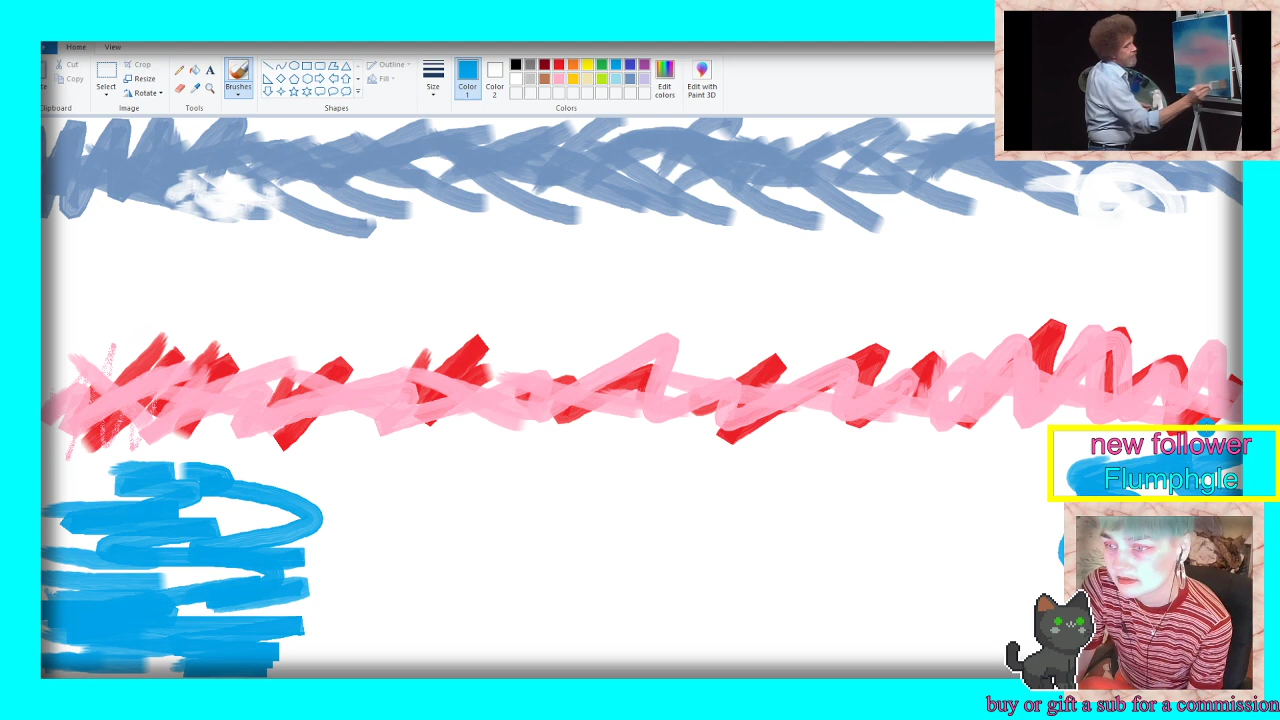 Home View
Cut
Copy
Crop
Resize
Rotate
Select
Brushes
Outline
Fill
Size
Color
1
Color
2
Edit
colors
Edit with
Paint 3D
Clipboard Image Tools Shapes Colors
new follower
Flumphgle
buy or gift a sub for a commission